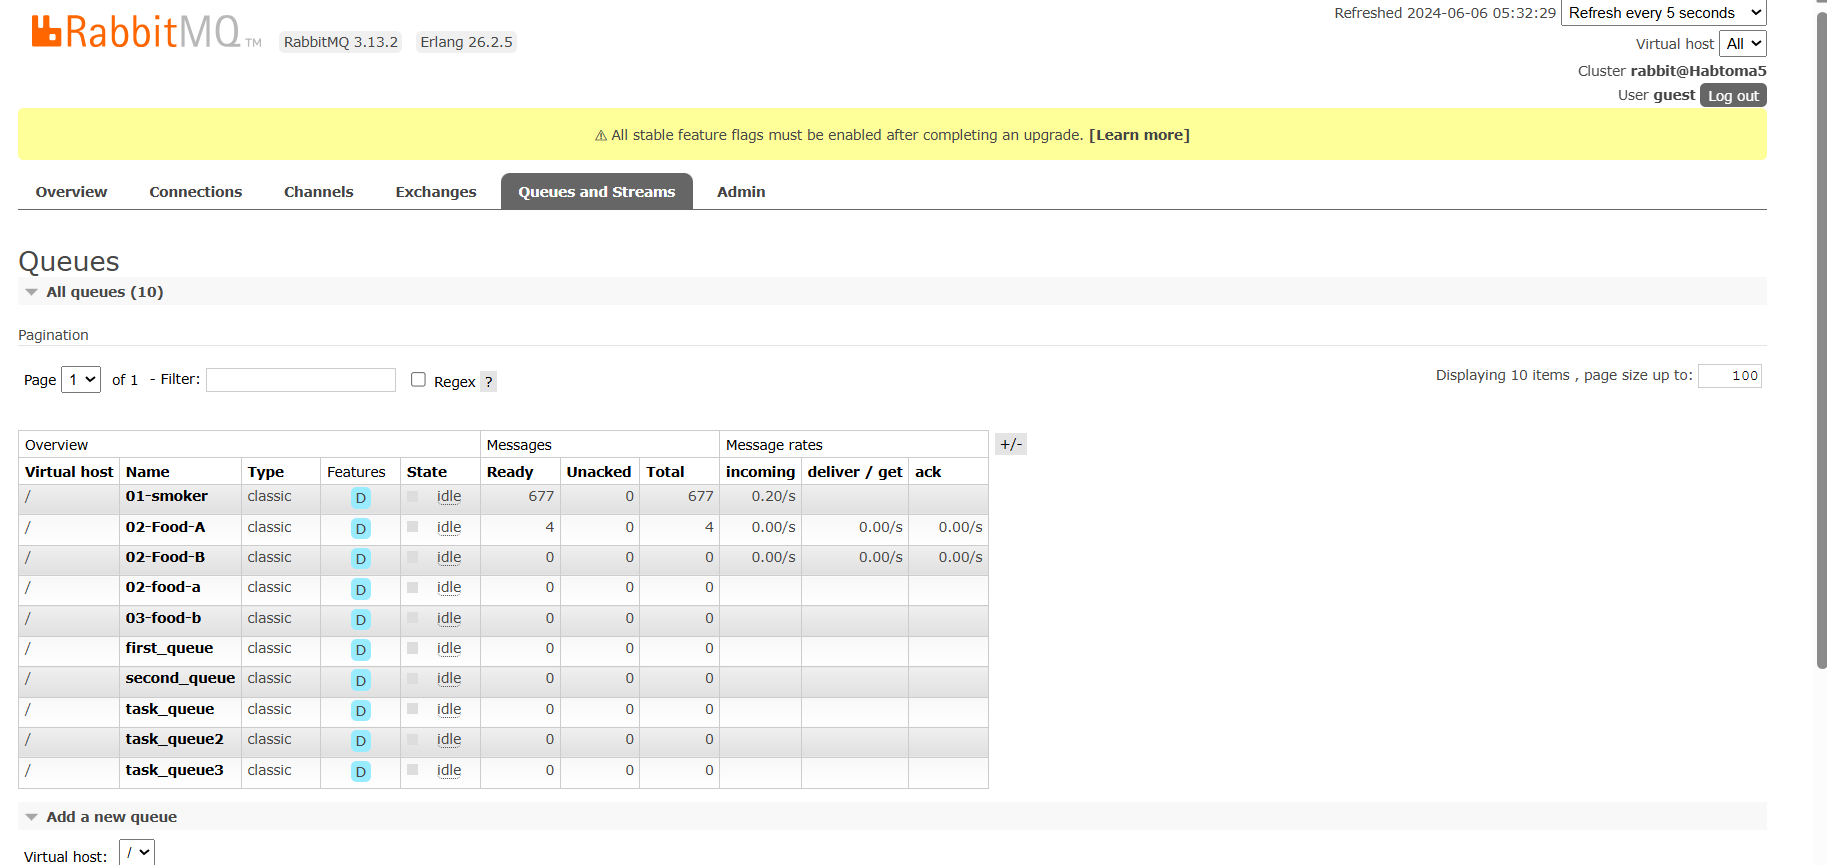 RabbitMQ TM RabbitMQ 3.13.2 Erlang 26.2.5
Refreshed 2024-06-06 05:32:29 Refresh every 5 seconds
Virtual host All
Cluster rabbit@Habtoma5
User guest Log out
⚠ All stable feature flags must be enabled after completing an upgrade. [Learn more]
Overview Connections Channels Exchanges Queues and Streams Admin
Queues
All queues (10)
Pagination
Page 1 of 1 - Filter: Regex ? Displaying 10 items , page size up to: 100
Overview Messages Message rates +/-
Virtual host Name Type Features State Ready Unacked Total incoming deliver / get ack
/ 01-smoker classic D idle 677 0 677 0.20/s
/ 02-Food-A classic D idle 4 0 4 0.00/s 0.00/s 0.00/s
/ 02-Food-B classic D idle 0 0 0 0.00/s 0.00/s 0.00/s
/ 02-food-a classic D idle 0 0 0
/ 03-food-b classic D idle 0 0 0
/ first_queue classic D idle 0 0 0
/ second_queue classic D idle 0 0 0
/ task_queue classic D idle 0 0 0
/ task_queue2 classic D idle 0 0 0
/ task_queue3 classic D idle 0 0 0
Add a new queue
Virtual host: /